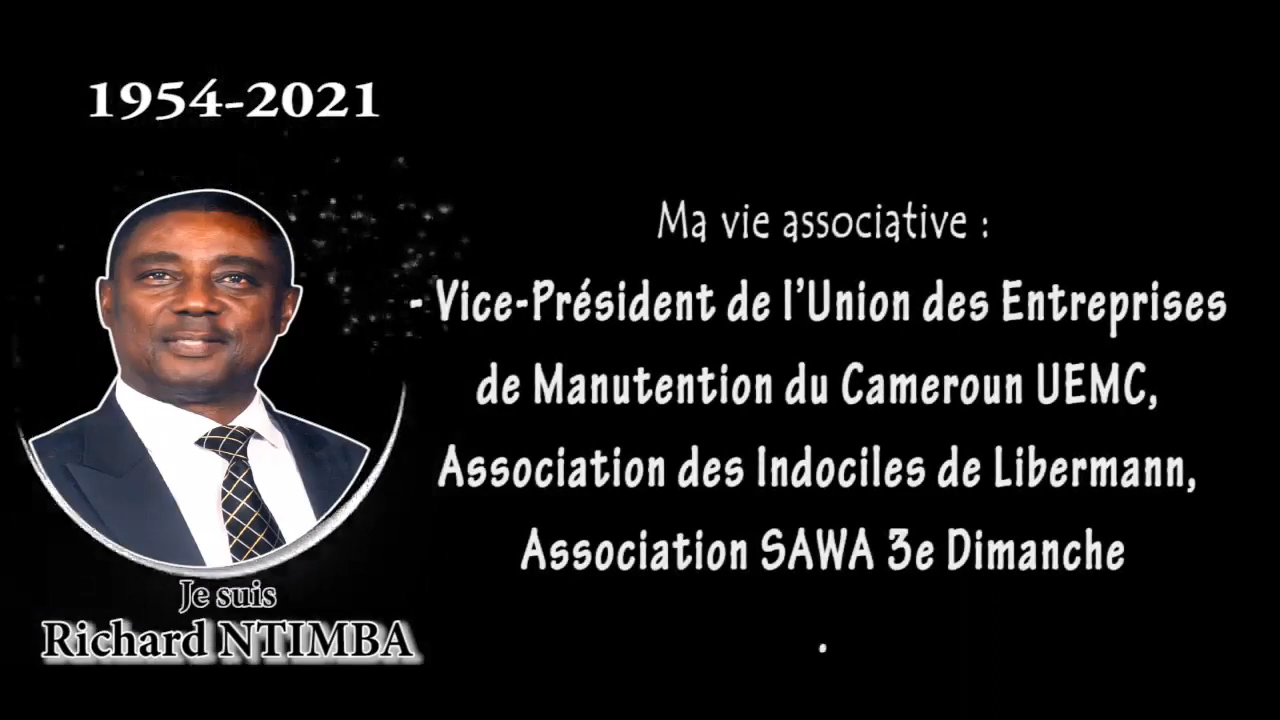 1954-2021
Je suis
Richard NTIMBA
Ma vie associative :
- Vice-Président de l’Union des Entreprises
de Manutention du Cameroun UEMC,
Association des Indociles de Libermann,
Association SAWA 3e Dimanche
.